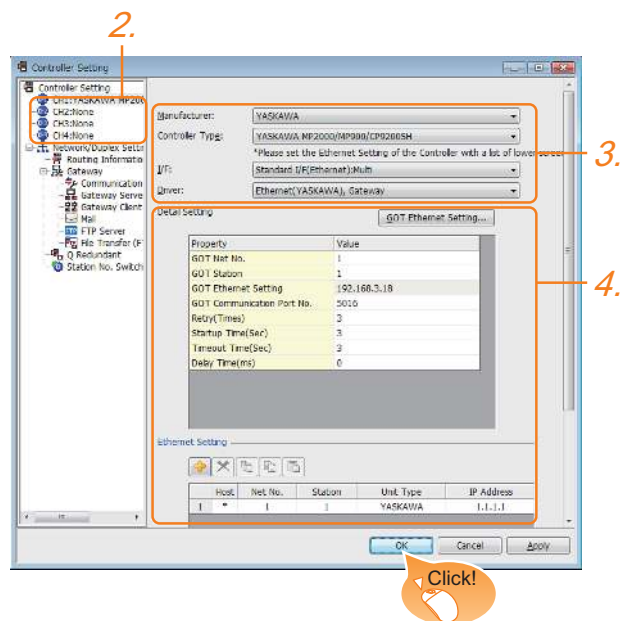 2.
Controller Setting
Controller Setting
CH1:YASKAWA MP200
CH2:None
CH3:None
CH4:None
Network/Duplex Settin
Routing Informatio
Gateway
Communication
Gateway Serve
Gateway Client
Mail
FTP Server
File Transfer (F
Q Redundant
Station No. Switch
Manufacturer: YASKAWA
Controller Type: YASKAWA MP2000/MP900/CP9200SH
*Please set the Ethernet Setting of the Controller with a list of lower screen
I/F: Standard I/F(Ethernet):Multi
Driver: Ethernet(YASKAWA), Gateway
3.
Detail Setting
GOT Ethernet Setting...
Property Value
GOT Net No. 1
GOT Station 1
GOT Ethernet Setting 192.168.3.18
GOT Communication Port No. 5016
Retry(Times) 3
Startup Time(Sec) 3
Timeout Time(Sec) 3
Delay Time(ms) 0
4.
Ethernet Setting
Host Net No. Station Unit Type IP Address
1 * 1 1 YASKAWA 1.1.1.1
OK Cancel Apply
Click!